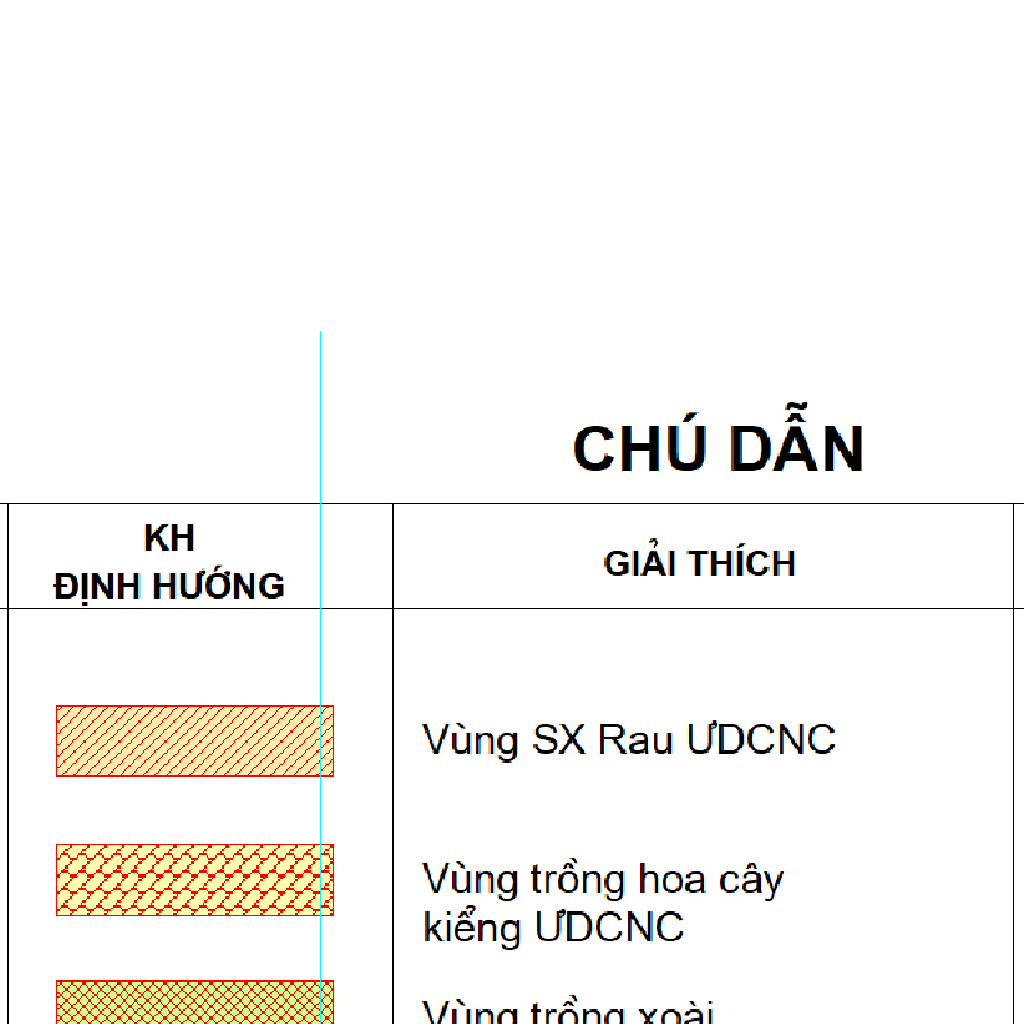 CHÚ DẪN
KH
ĐỊNH HƯỚNG
GIẢI THÍCH
Vùng SX Rau ƯDCNC
Vùng trồng hoa cây
kiểng ƯDCNC
Vùng trồng xoài